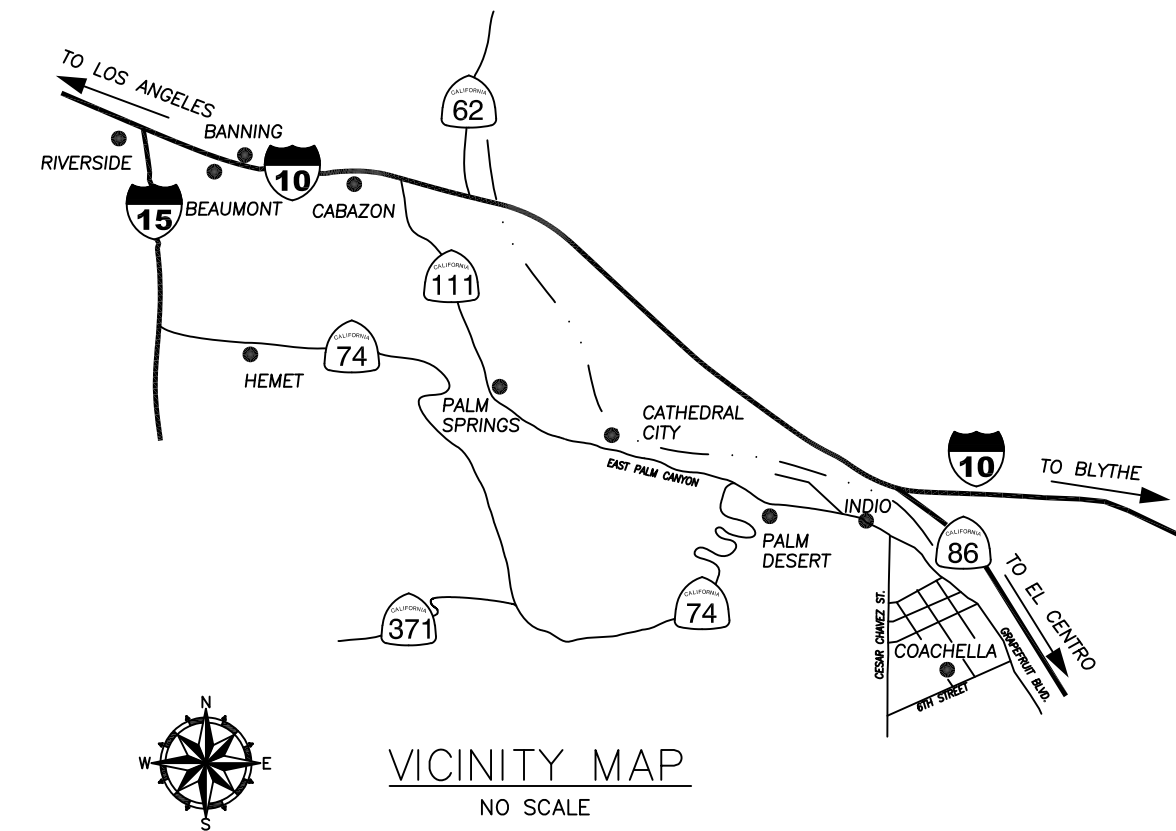 TO LOS ANGELES
CALIFORNIA
62
BANNING
RIVERSIDE
10
15
BEAUMONT
CABAZON
CALIFORNIA
111
CALIFORNIA
74
HEMET
PALM
SPRINGS
CATHEDRAL
CITY
EAST PALM CANYON
10
TO BLYTHE
INDIO
PALM
DESERT
CALIFORNIA
86
TO EL CENTRO
CALIFORNIA
371
CALIFORNIA
74
CESAR CHAVEZ ST.
COACHELLA
GRAPEFRUIT BLVD.
6TH STREET
N
W
E
S
VICINITY MAP
NO SCALE